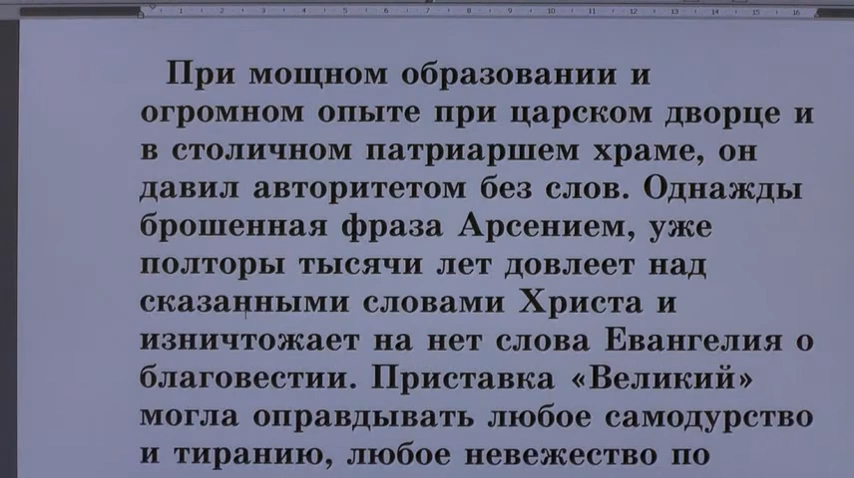 При мощном образовании и
огромном опыте при царском дворце и
в столичном патриаршем храме, он
давил авторитетом без слов. Однажды
брошенная фраза Арсением, уже
полторы тысячи лет довлеет над
сказанными словами Христа и
изничтожает на нет слова Евангелия о
благовестии. Приставка «Великий»
могла оправдывать любое самодурство
и тиранию, любое невежество по